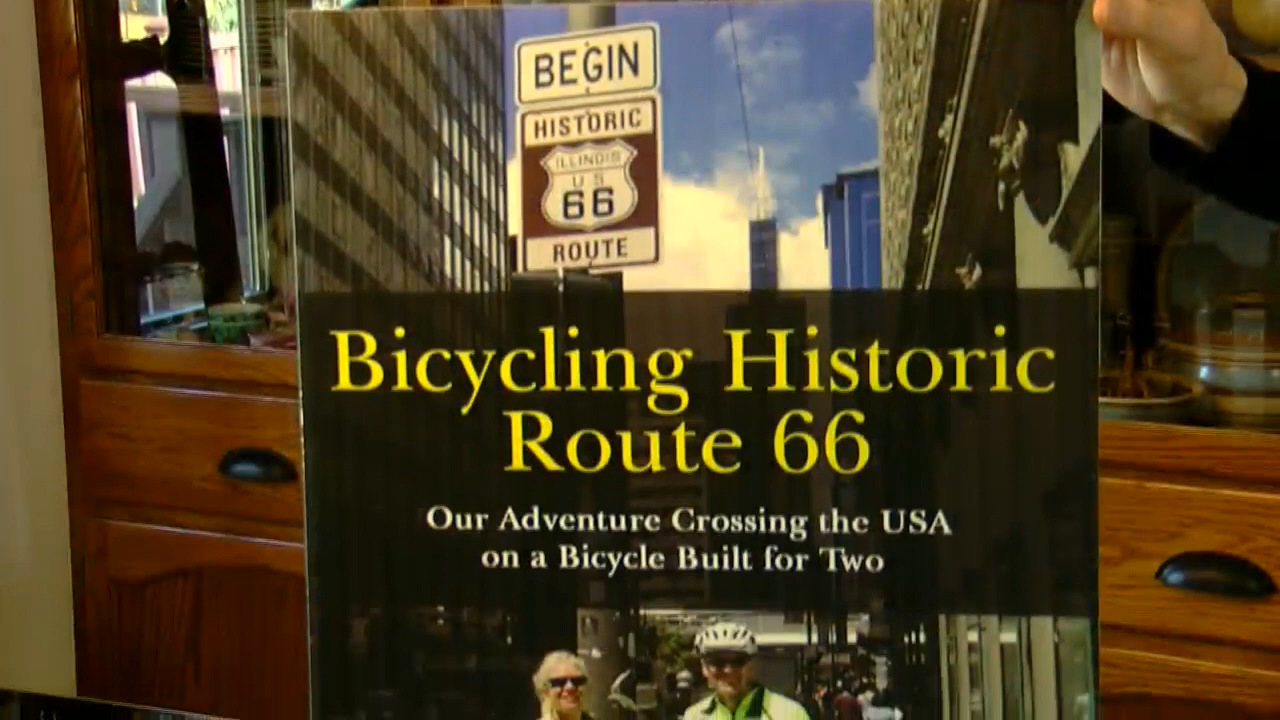 BEGIN
HISTORIC
ILLINOIS
U S
66
ROUTE
Bicycling Historic
Route 66
Our Adventure Crossing the USA
on a Bicycle Built for Two